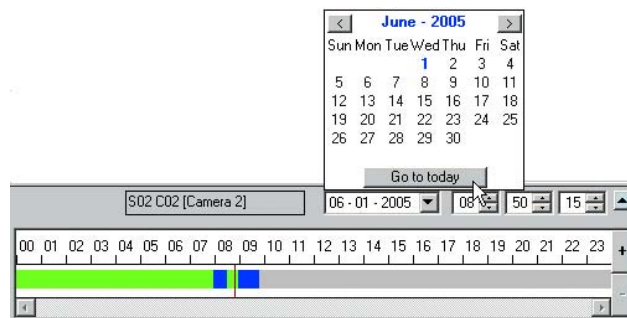 < June - 2005 >
Sun Mon Tue Wed Thu Fri Sat
1 2 3 4
5 6 7 8 9 10 11
12 13 14 15 16 17 18
19 20 21 22 23 24 25
26 27 28 29 30
Go to today
S02 C02 [Camera 2] 06 - 01 - 2005 08 50 15
00 01 02 03 04 05 06 07 08 09 10 11 12 13 14 15 16 17 18 19 20 21 22 23 +
-